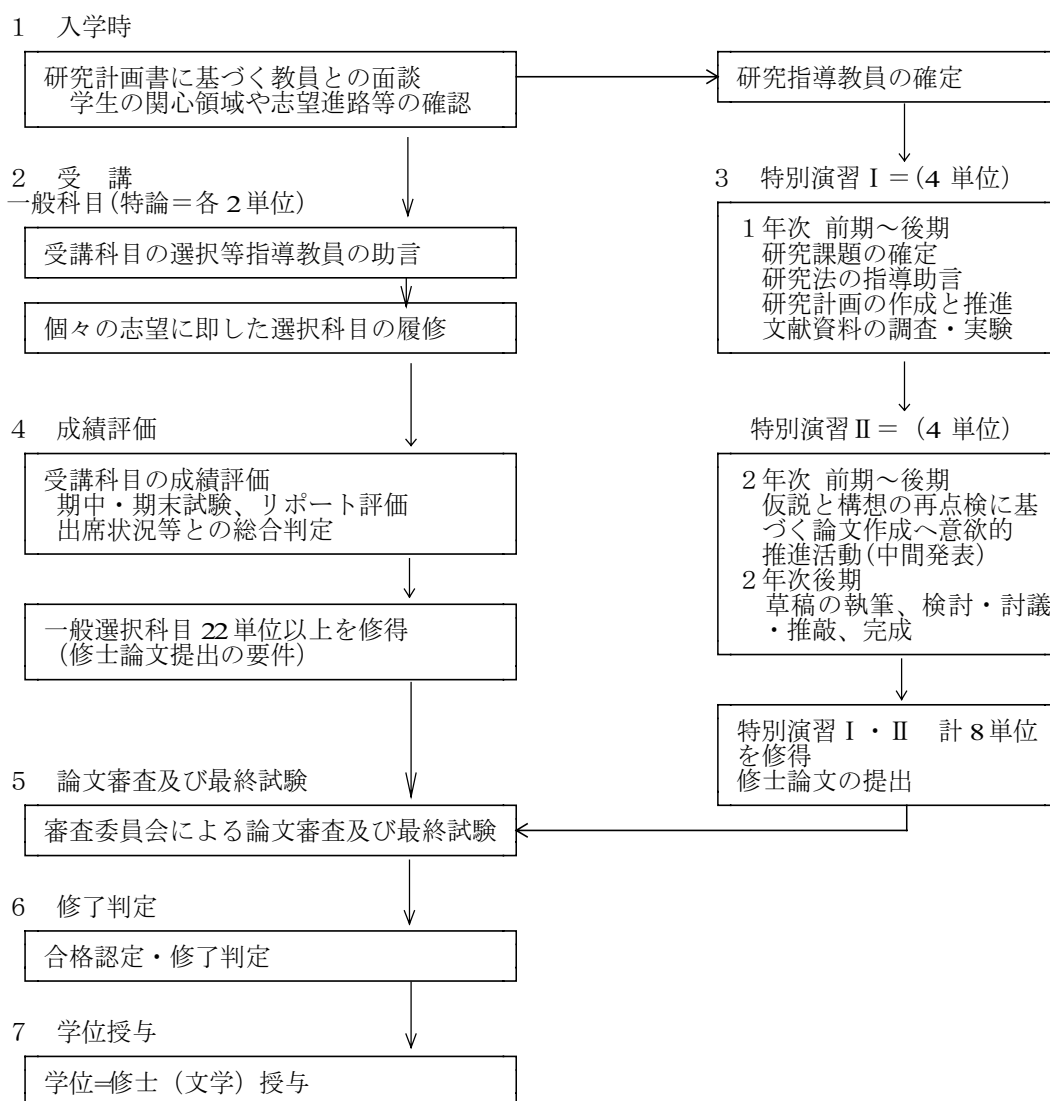 1　入学時
研究計画書に基づく教員との面談
学生の関心領域や志望進路等の確認
研究指導教員の確定
2　受　講
一般科目(特論＝各2単位)
受講科目の選択等指導教員の助言
個々の志望に即した選択科目の履修
3　特別演習Ⅰ＝(4 単位)
1年次 前期～後期
研究課題の確定
研究法の指導助言
研究計画の作成と推進
文献資料の調査・実験
4　成績評価
受講科目の成績評価
期中・期末試験、リポート評価
出席状況等との総合判定
一般選択科目 22単位以上を修得
(修士論文提出の要件)
特別演習Ⅱ＝（4 単位）
2年次 前期～後期
仮説と構想の再点検に基
づく論文作成へ意欲的
推進活動(中間発表)
2年次後期
草稿の執筆、検討・討議
・推敲、完成
特別演習Ⅰ・Ⅱ　計8単位
を修得
修士論文の提出
5　論文審査及び最終試験
審査委員会による論文審査及び最終試験
6　修了判定
合格認定・修了判定
7　学位授与
学位=修士（文学）授与